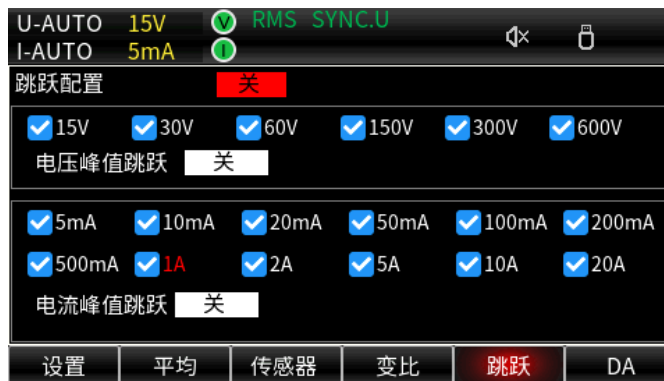 U-AUTO 15V V RMS SYNC.U
I-AUTO 5mA I
跳跃配置 关
15V 30V 60V 150V 300V 600V
电压峰值跳跃 关
5mA 10mA 20mA 50mA 100mA 200mA
500mA 1A 2A 5A 10A 20A
电流峰值跳跃 关
设置 平均 传感器 变比 跳跃 DA